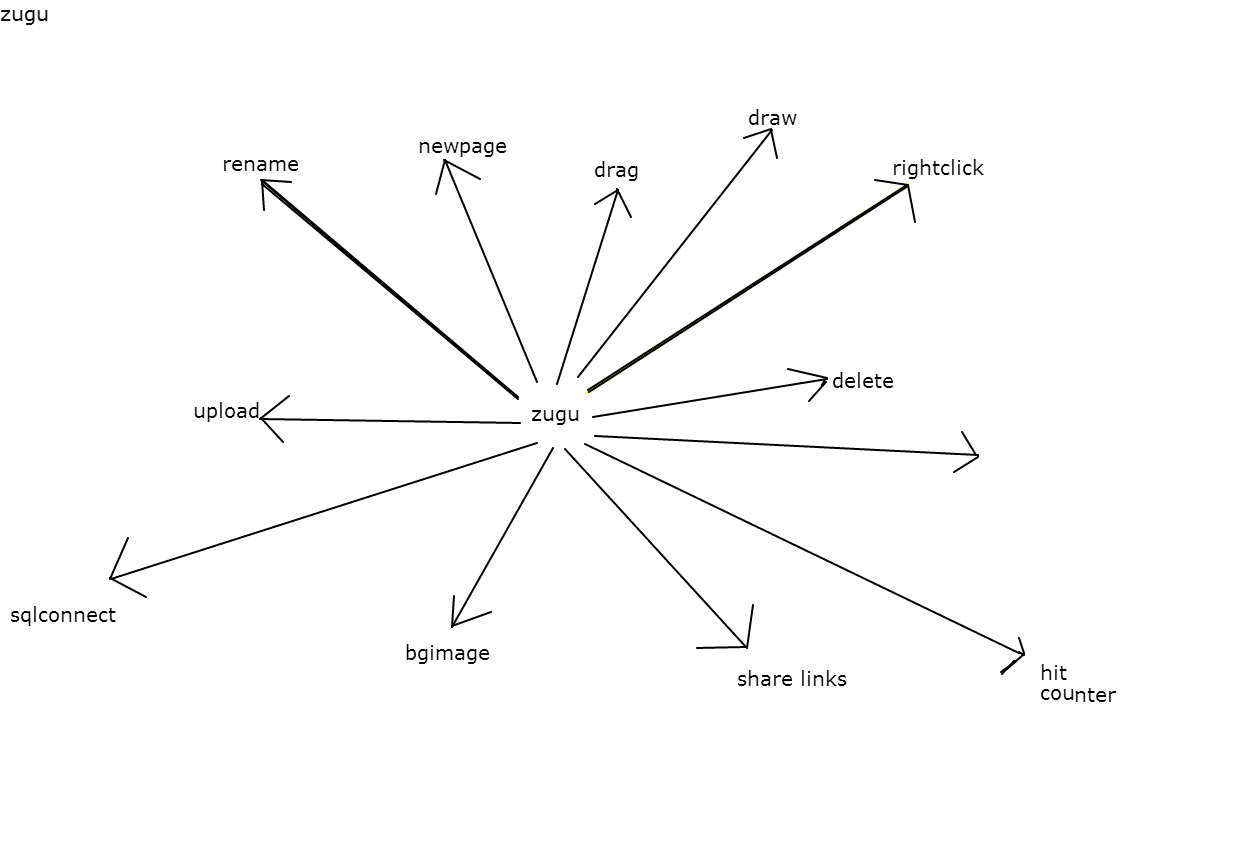 zugu
draw
newpage
rename
drag
rightclick
delete
upload
zugu
sqlconnect
bgimage
share links
hit
counter